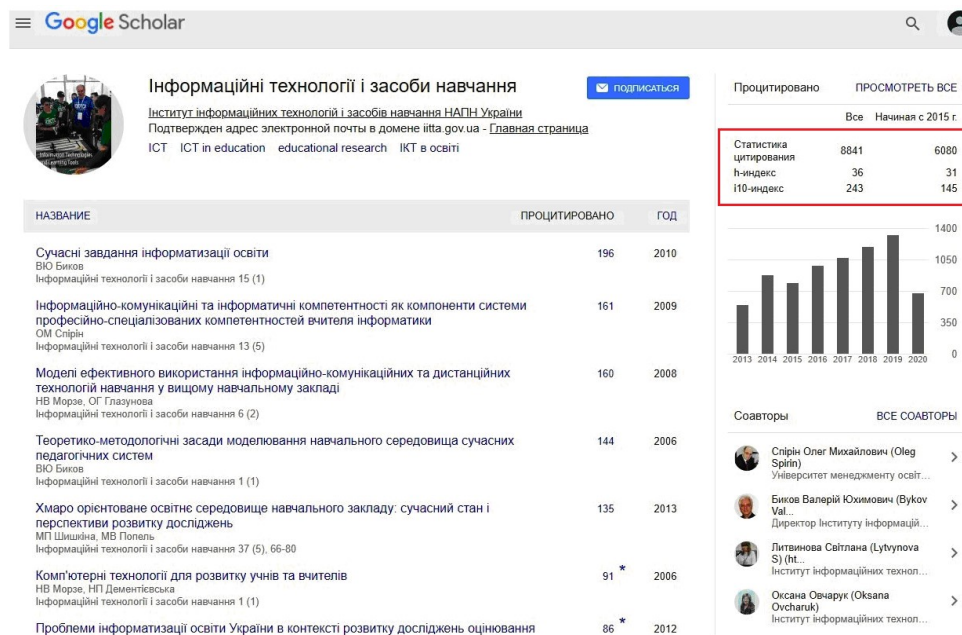 Google Scholar
Інформаційні технології і засоби навчання
ПОДПИСАТЬСЯ
Інститут інформаційних технологій і засобів навчання НАПН України
Подтвержден адрес электронной почты в домене iitta.gov.ua - Главная страница
ICT ICT in education educational research ІКТ в освіті
НАЗВАНИЕ ПРОЦИТИРОВАНО ГОД
Сучасні завдання інформатизації освіти 196 2010
ВЮ Биков
Інформаційні технології і засоби навчання 15 (1)
Інформаційно-комунікаційні та інформатичні компетентності як компоненти системи 161 2009
професійно-спеціалізованих компетентностей вчителя інформатики
ОМ Спірін
Інформаційні технології і засоби навчання 13 (5)
Моделі ефективного використання інформаційно-комунікаційних та дистанційних 160 2008
технологій навчання у вищому навчальному закладі
НВ Морзе, ОГ Глазунова
Інформаційні технології і засоби навчання 6 (2)
Теоретико-методологічні засади моделювання навчального середовища сучасних 144 2006
педагогічних систем
ВЮ Биков
Інформаційні технології і засоби навчання 1 (1)
Хмаро орієнтоване освітнє середовище навчального закладу: сучасний стан і 135 2013
перспективи розвитку досліджень
МП Шишкіна, МВ Попель
Інформаційні технології і засоби навчання 37 (5), 66-80
Комп'ютерні технології для розвитку учнів та вчителів 91 * 2006
НВ Морзе, НП Дементієвська
Інформаційні технології і засоби навчання 1 (1)
Проблеми інформатизації освіти України в контексті розвитку досліджень оцінювання 86 * 2012
Процитировано ПРОСМОТРЕТЬ ВСЕ
Все Начиная с 2015 г.
Статистика
цитирования 8841 6080
h-индекс 36 31
i10-индекс 243 145
1400
1050
700
350
0
2013 2014 2015 2016 2017 2018 2019 2020
Соавторы ВСЕ СОАВТОРЫ
Спірін Олег Михайлович (Oleg
Spirin)
Університет менеджменту освіт...
Биков Валерій Юхимович (Bykov
Val...
Директор Інституту інформацій...
Литвинова Світлана (Lytvynova
S) (ht...
Інститут інформаційних технол...
Оксана Овчарук (Oksana
Ovcharuk)
Інститут інформаційних технол...